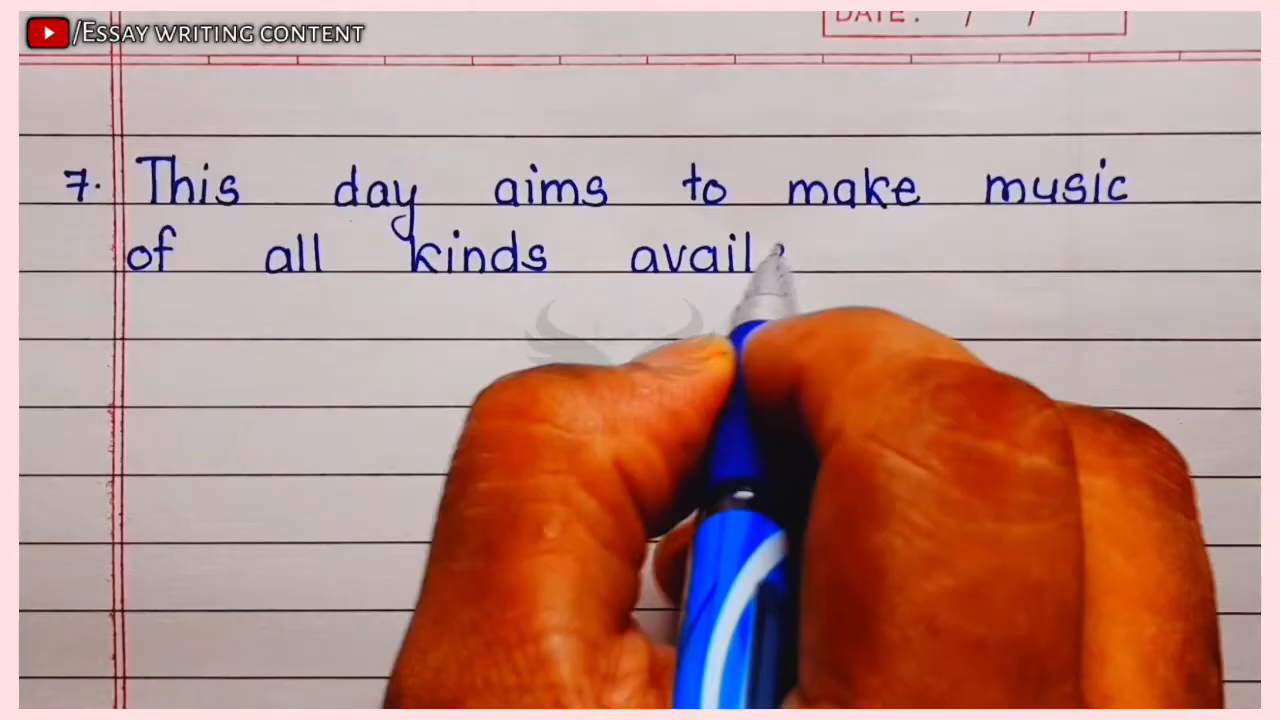 /ESSAY WRITING CONTENT
DATE: / /
7. This day aims to make music
of all kinds avail